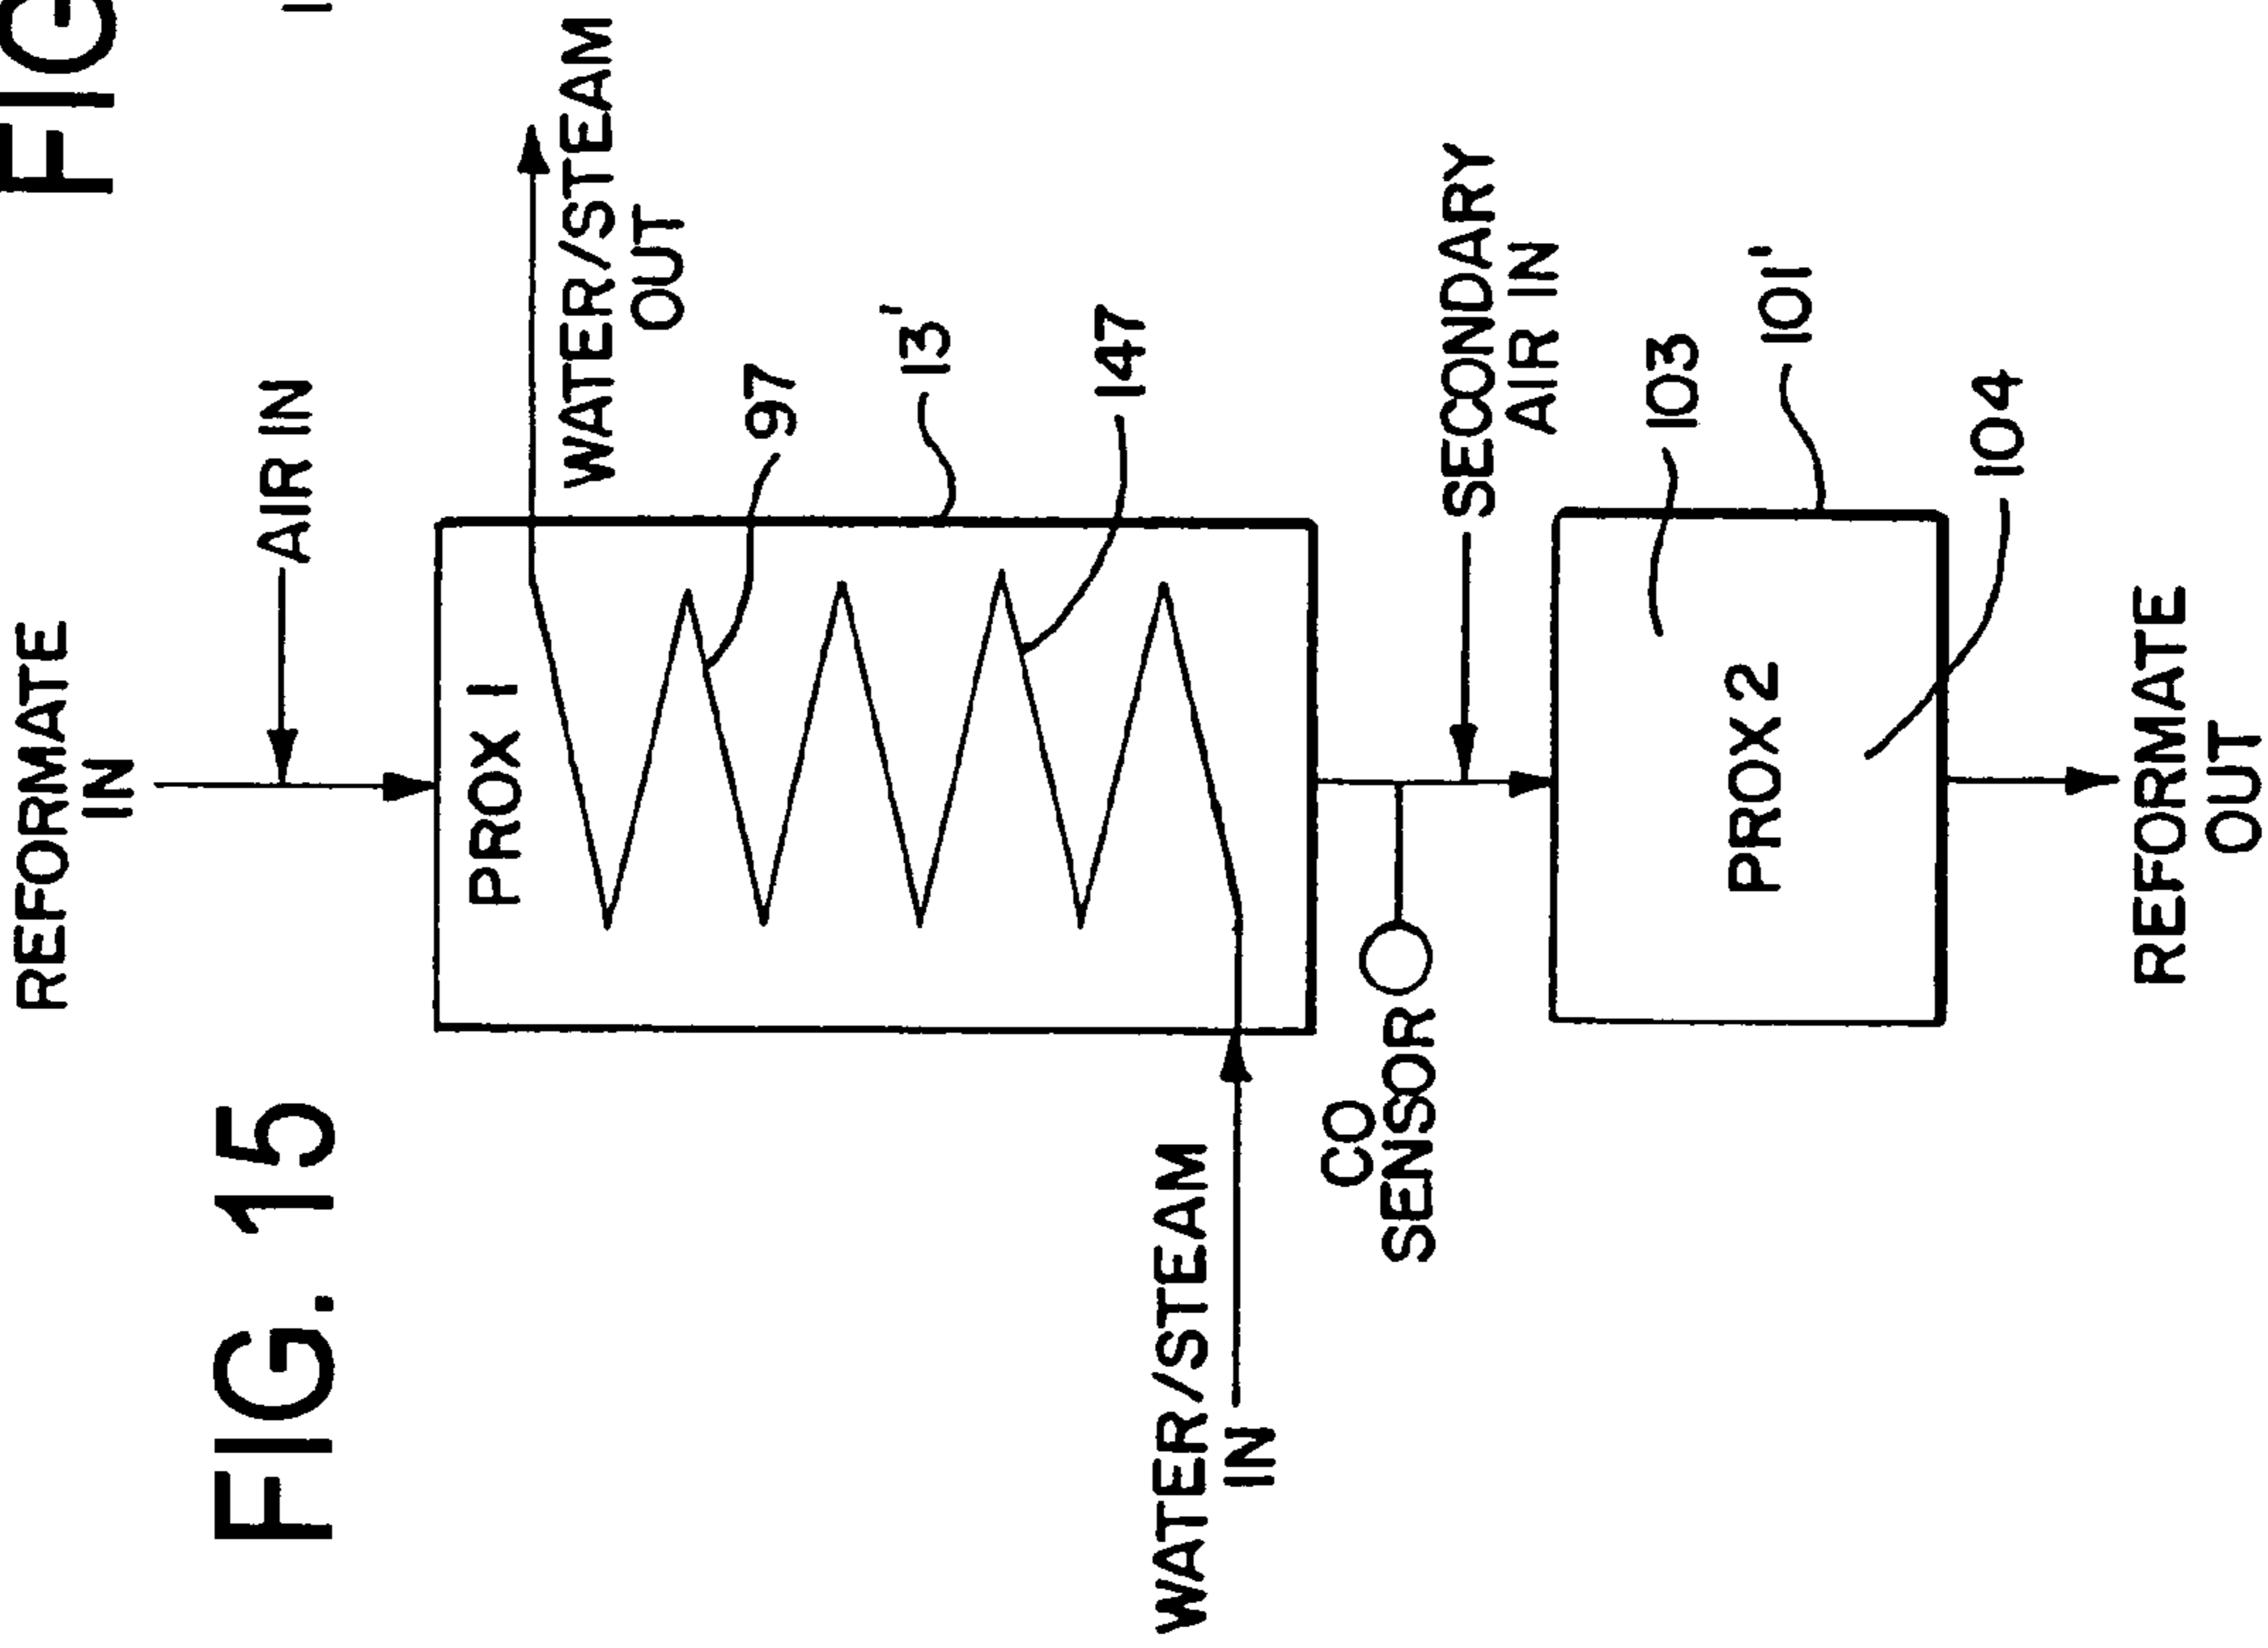 FIG
FIG. 15
REFORMATE
IN
AIR IN
WATER/STEAM
OUT
PROX 1
97
13'
147
WATER/STEAM
IN
CO
SENSOR
SECONDARY
AIR IN
PROX 2
103
101'
104
REFORMATE
OUT